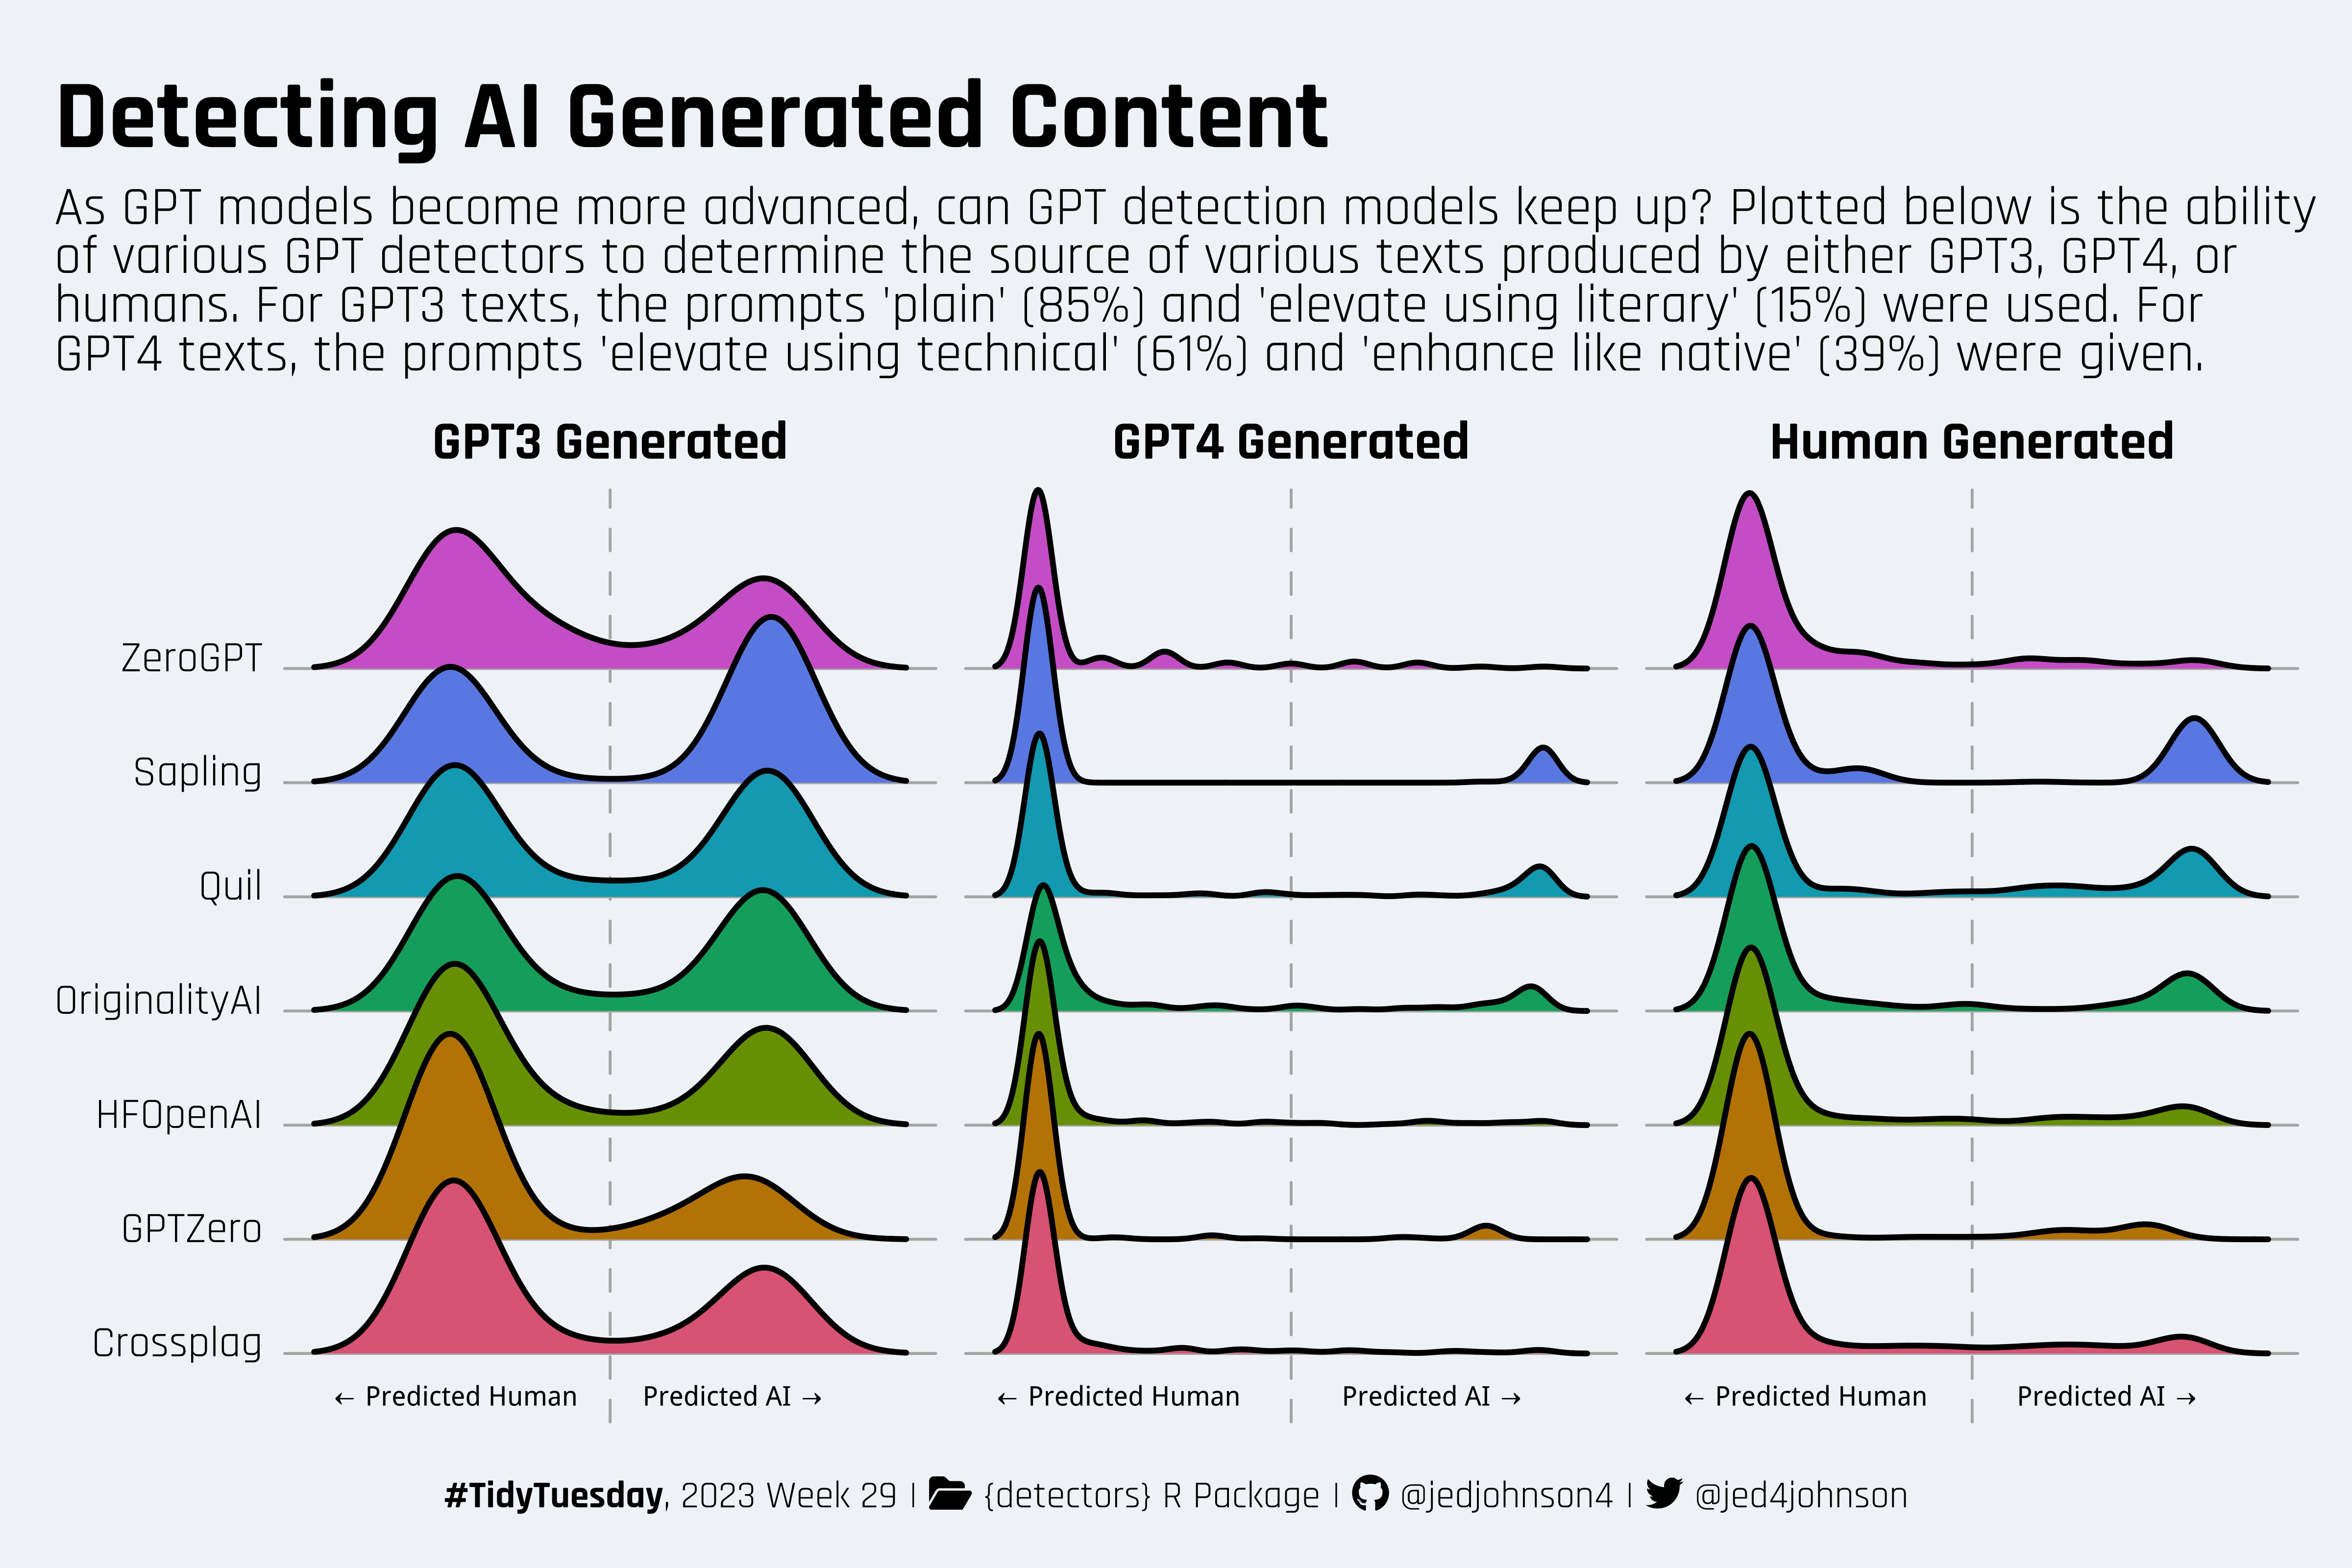 Detecting AI Generated Content
As GPT models become more advanced, can GPT detection models keep up? Plotted below is the ability
of various GPT detectors to determine the source of various texts produced by either GPT3, GPT4, or
humans. For GPT3 texts, the prompts 'plain' (85%) and 'elevate using literary' (15%) were used. For
GPT4 texts, the prompts 'elevate using technical' (61%) and 'enhance like native' (39%) were given.
GPT3 Generated
GPT4 Generated
Human Generated
ZeroGPT
Sapling
Quil
OriginalityAI
HFOpenAI
GPTZero
Crossplag
← Predicted Human Predicted AI →
← Predicted Human Predicted AI →
← Predicted Human Predicted AI →
#TidyTuesday, 2023 Week 29 | {detectors} R Package | @jedjohnson4 | @jed4johnson